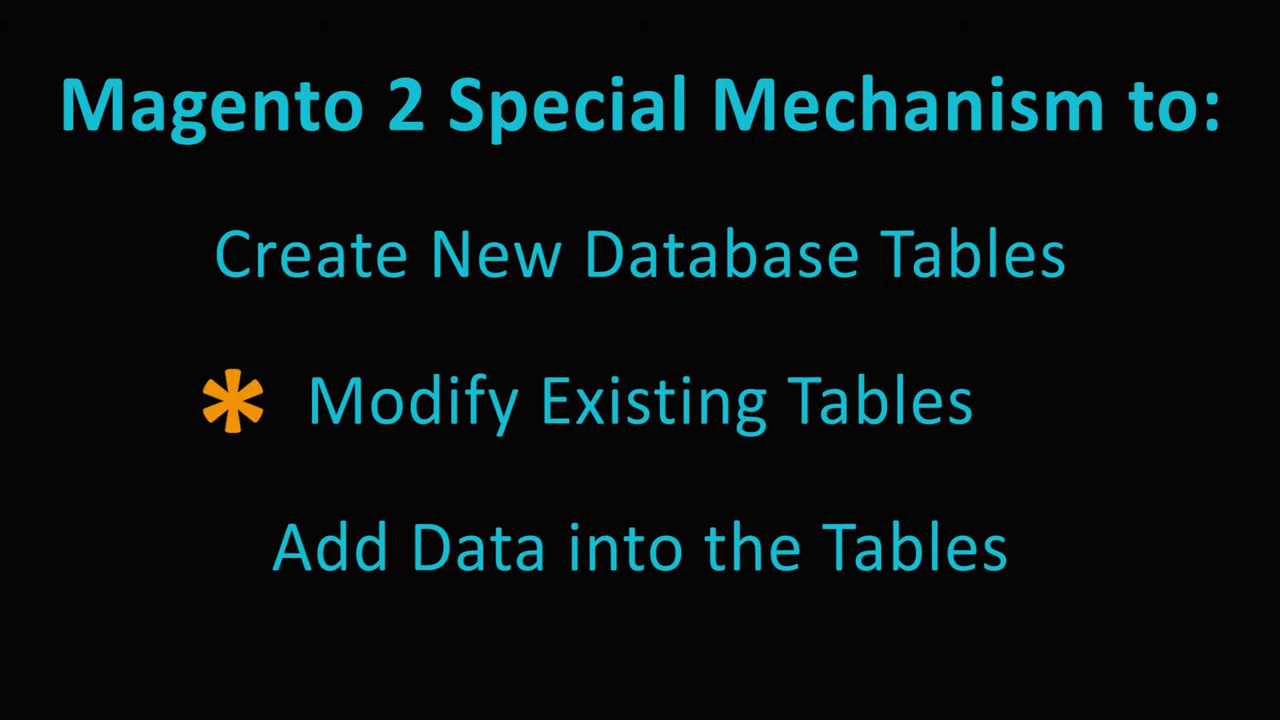 Magento 2 Special Mechanism to:
Create New Database Tables
* Modify Existing Tables
Add Data into the Tables